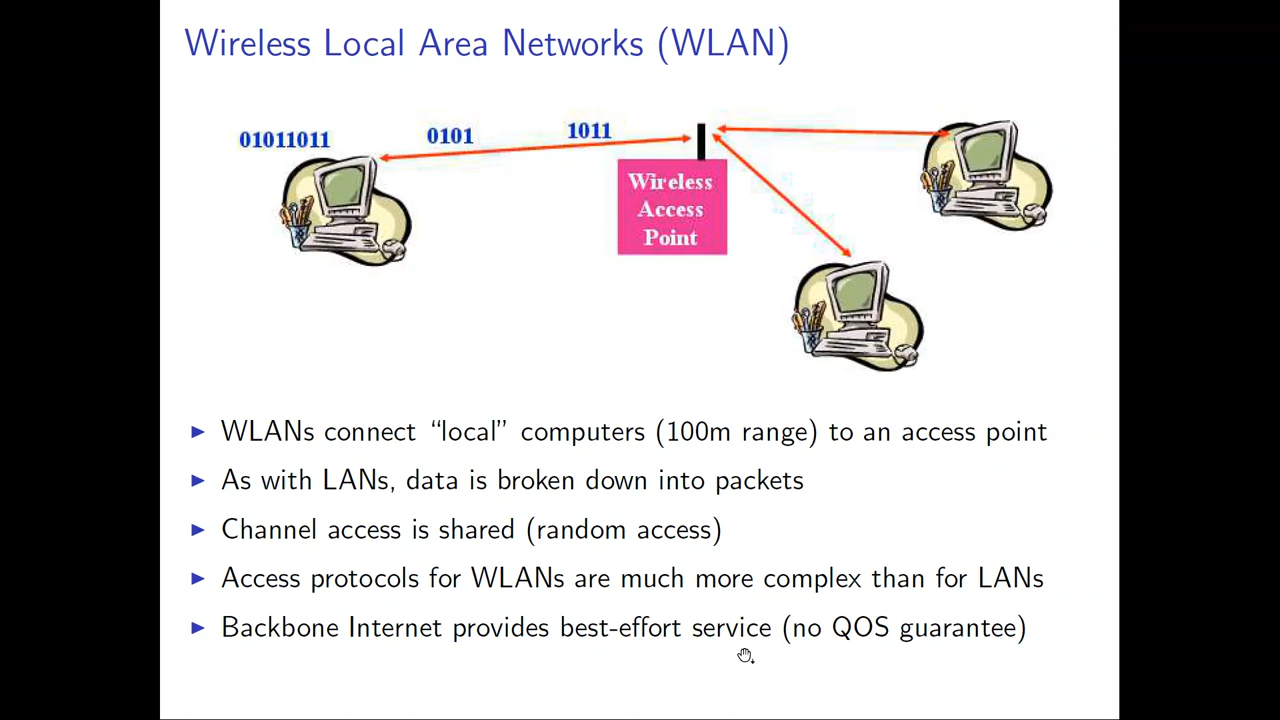 Wireless Local Area Networks (WLAN)
01011011
0101
1011
Wireless
Access
Point
WLANs connect “local” computers (100m range) to an access point
As with LANs, data is broken down into packets
Channel access is shared (random access)
Access protocols for WLANs are much more complex than for LANs
Backbone Internet provides best-effort service (no QOS guarantee)